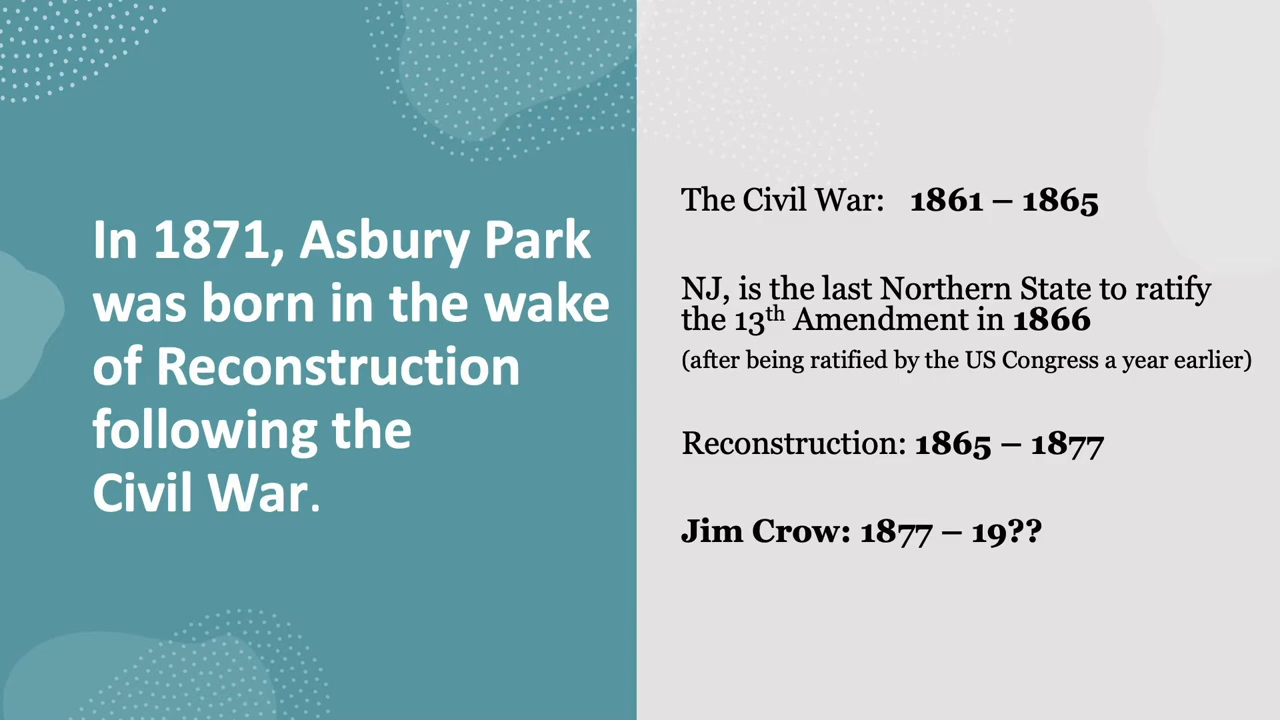 In 1871, Asbury Park
was born in the wake
of Reconstruction
following the
Civil War.
The Civil War: 1861 – 1865
NJ, is the last Northern State to ratify
the 13th Amendment in 1866
(after being ratified by the US Congress a year earlier)
Reconstruction: 1865 – 1877
Jim Crow: 1877 – 19??